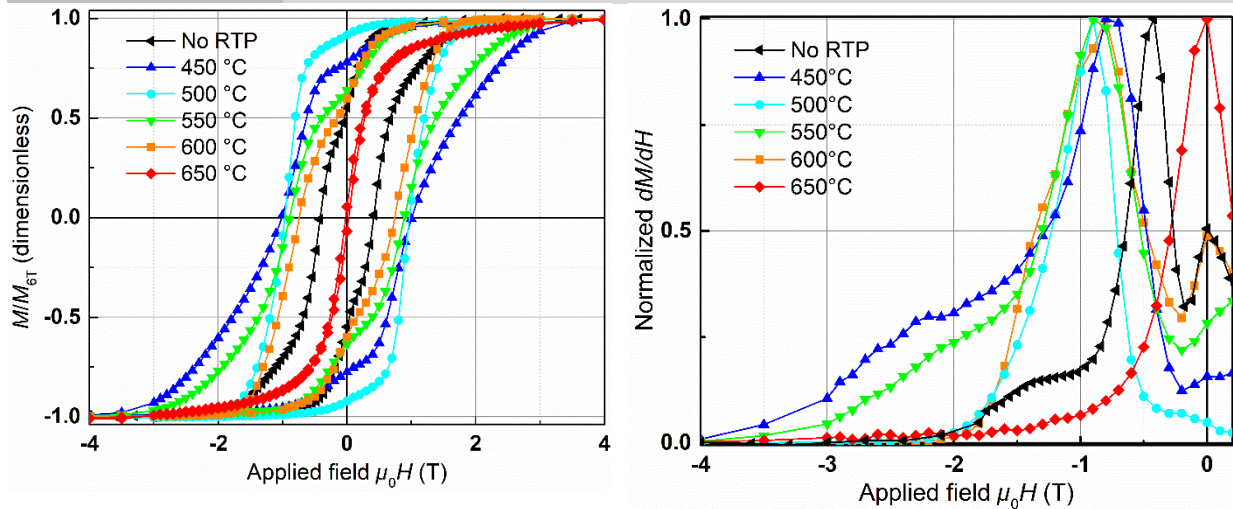 1.0
0.5
0.0
-0.5
-1.0
M/M6T (dimensionless)
No RTP
450 °C
500 °C
550 °C
600 °C
650 °C
-4
-2
0
2
4
Applied field μ0H (T)
1.0
0.5
0.0
Normalized dM/dH
No RTP
450°C
500°C
550°C
600°C
650°C
-4
-3
-2
-1
0
Applied field μ0H (T)